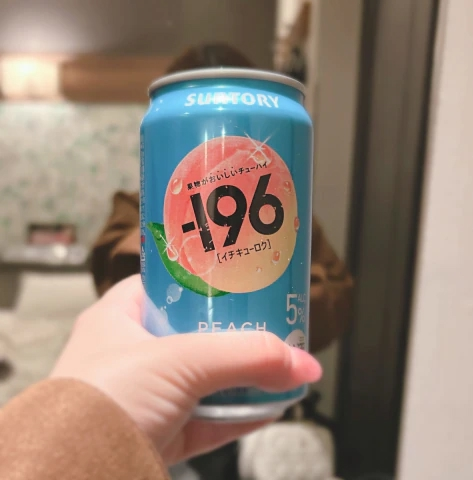 SUNTORY
果実がおいしいチューハイ
-196
[イチキューロク]
5%
PEACH